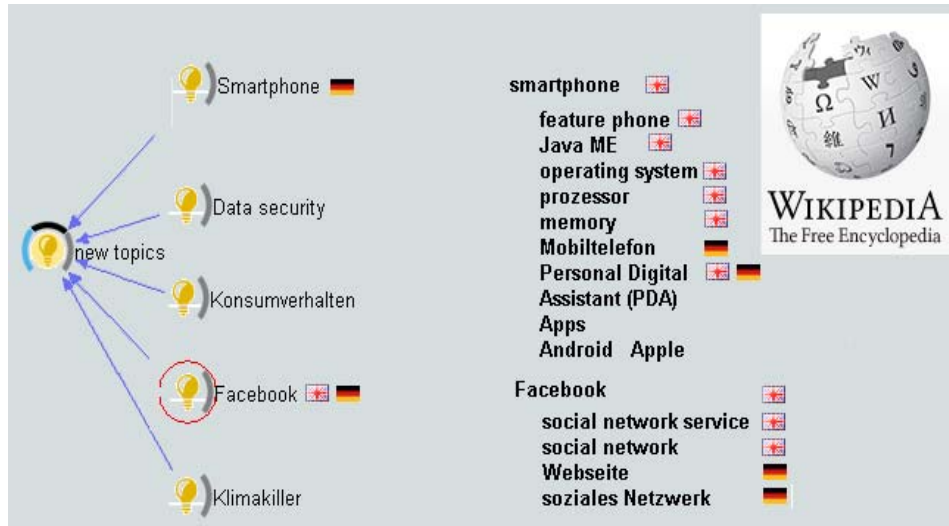 Smartphone
Data security
new topics
Konsumverhalten
Facebook
Klimakiller
smartphone
feature phone
Java ME
operating system
prozessor
memory
Mobiltelefon
Personal Digital
Assistant (PDA)
Apps
Android Apple
Facebook
social network service
social network
Webseite
soziales Netzwerk
Ω W И
維 7
WIKIPEDIA
The Free Encyclopedia